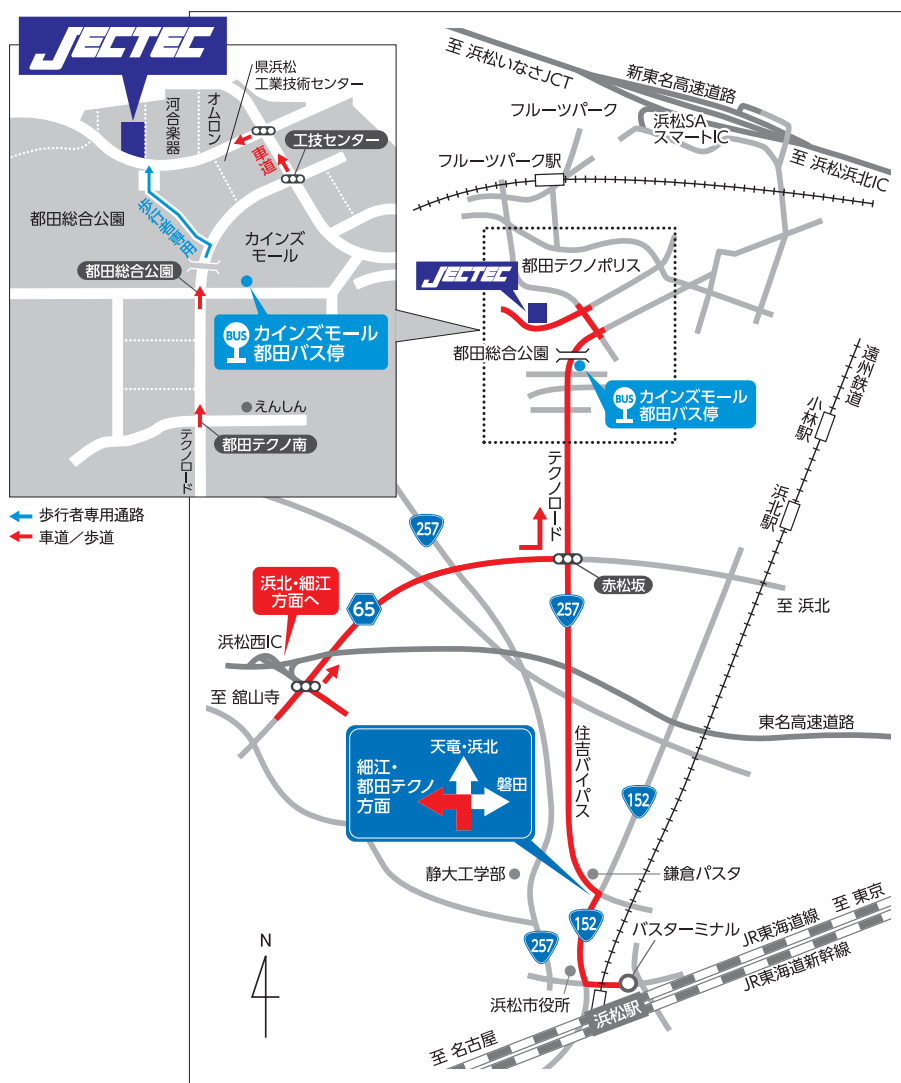 JECTEC
県浜松
工業技術センター
オムロン
河合楽器
車道
工技センター
歩行者専用
都田総合公園
カインズ
モール
都田総合公園
BUS
カインズモール
都田バス停
えんしん
都田テクノ南
テクノロード
歩行者専用通路
車道／歩道
至 浜松いなさJCT
新東名高速道路
フルーツパーク
浜松SA
スマートIC
至 浜松浜北IC
フルーツパーク駅
都田テクノポリス
JECTEC
都田総合公園
BUS
カインズモール
都田バス停
遠州鉄道
小林駅
浜北駅
テクノロード
257
赤松坂
至 浜北
浜北・細江
方面へ
65
257
浜松西IC
至 舘山寺
東名高速道路
住吉バイパス
天竜・浜北
細江・
都田テクノ
方面
磐田
152
静大工学部
鎌倉パスタ
152
257
バスターミナル
浜松市役所
JR東海道線
至 東京
JR東海道新幹線
浜松駅
至 名古屋
N